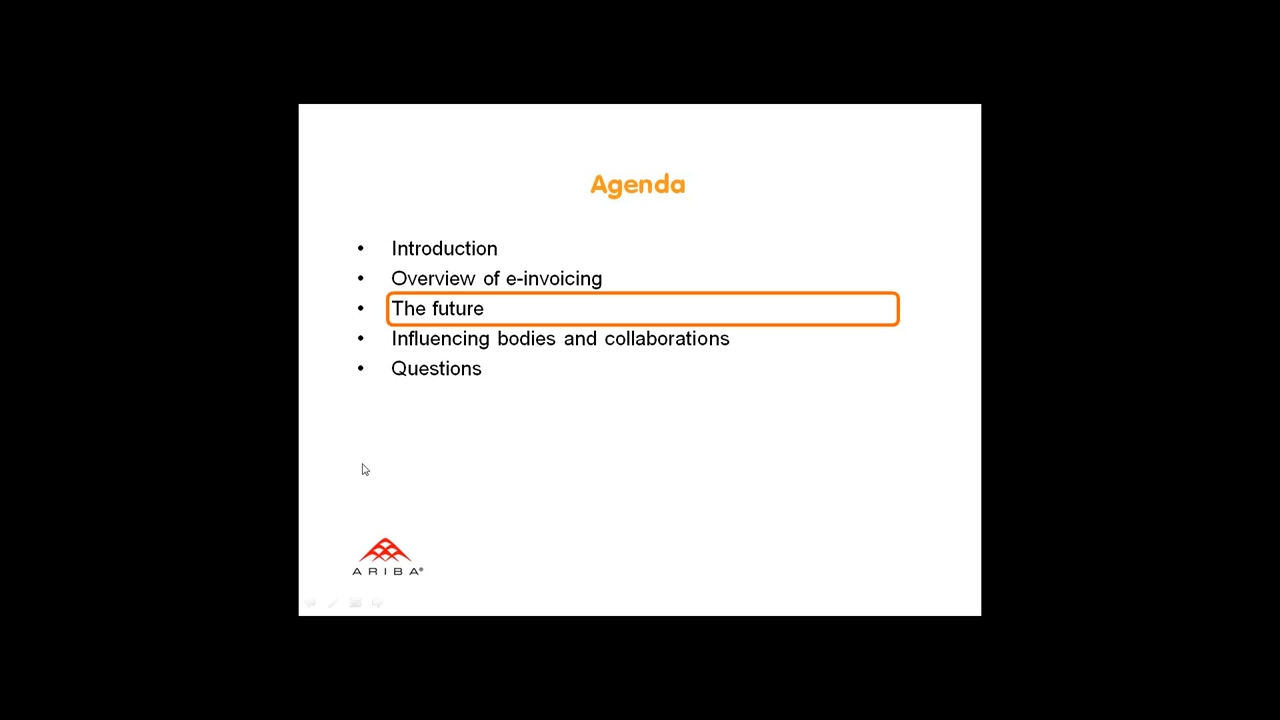 Agenda
• Introduction
• Overview of e-invoicing
• The future
• Influencing bodies and collaborations
• Questions
ARIBA®